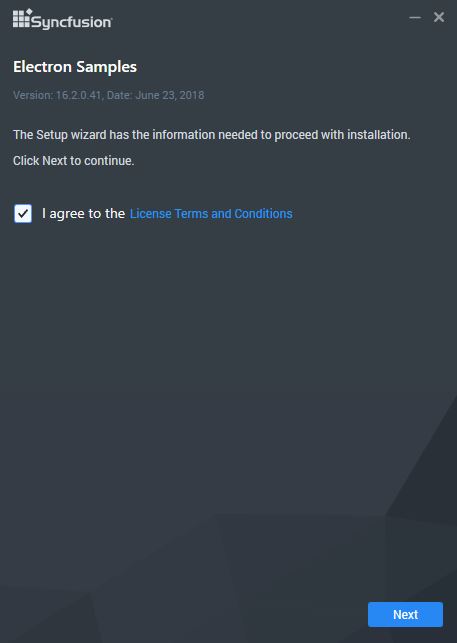 Syncfusion
Electron Samples
Version: 16.2.0.41, Date: June 23, 2018
The Setup wizard has the information needed to proceed with installation.
Click Next to continue.
I agree to the License Terms and Conditions
Next